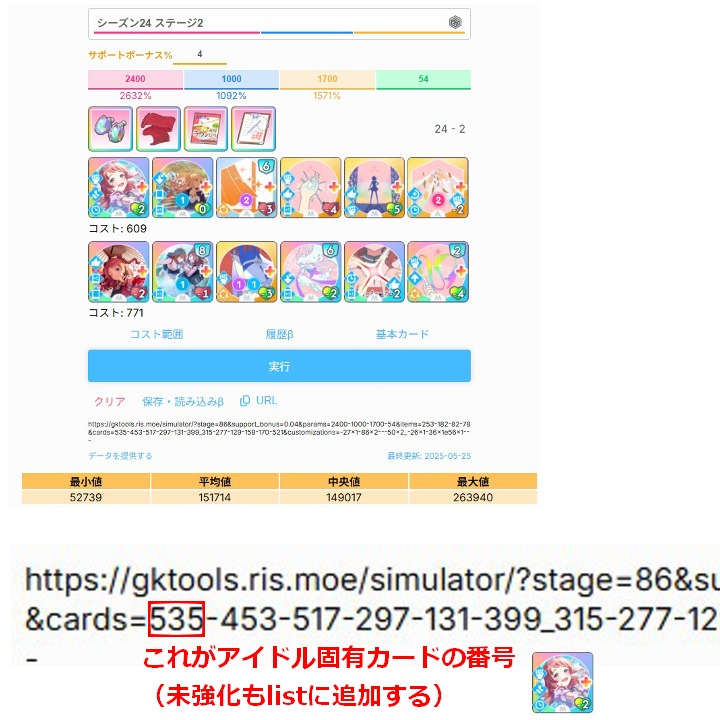 シーズン24 ステージ2
サポートボーナス% 4
2400 1000 1700 54
2632% 1092% 1571%
24 - 2
6
2 1 0 2 3 4 5 2 2
コスト: 609
8 6 2
2 1 1 1 1 3 2 2 4
コスト: 771
コスト範囲 履歴β 基本カード
実行
クリア 保存・読み込みβ URL
https://gktools.ris.moe/simulator/?stage=86&support_bonus=0.04&params=2400-1000-1700-54&items=253-182-82-78
&cards=535-453-517-297-131-399_315-277-129-158-170-521&customizations=-27×1-86×2---50×2_-26×1-36×1e56×1--
-
データを提供する 最終更新: 2025-05-25
最小値 平均値 中央値 最大値
52739 151714 149017 263940
https://gktools.ris.moe/simulator/?stage=86&su
&cards=535-453-517-297-131-399_315-277-12
-
これがアイドル固有カードの番号
（未強化もlistに追加する）
2